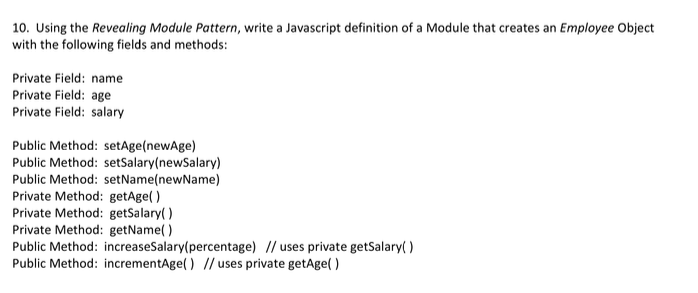 10. Using the Revealing Module Pattern, write a Javascript definition of a Module that creates an Employee Object
with the following fields and methods:
Private Field: name
Private Field: age
Private Field: salary
Public Method: setAge(newAge)
Public Method: setSalary(newSalary)
Public Method: setName(newName)
Private Method: getAge( )
Private Method: getSalary( )
Private Method: getName( )
Public Method: increaseSalary(percentage) // uses private getSalary( )
Public Method: incrementAge( ) // uses private getAge( )